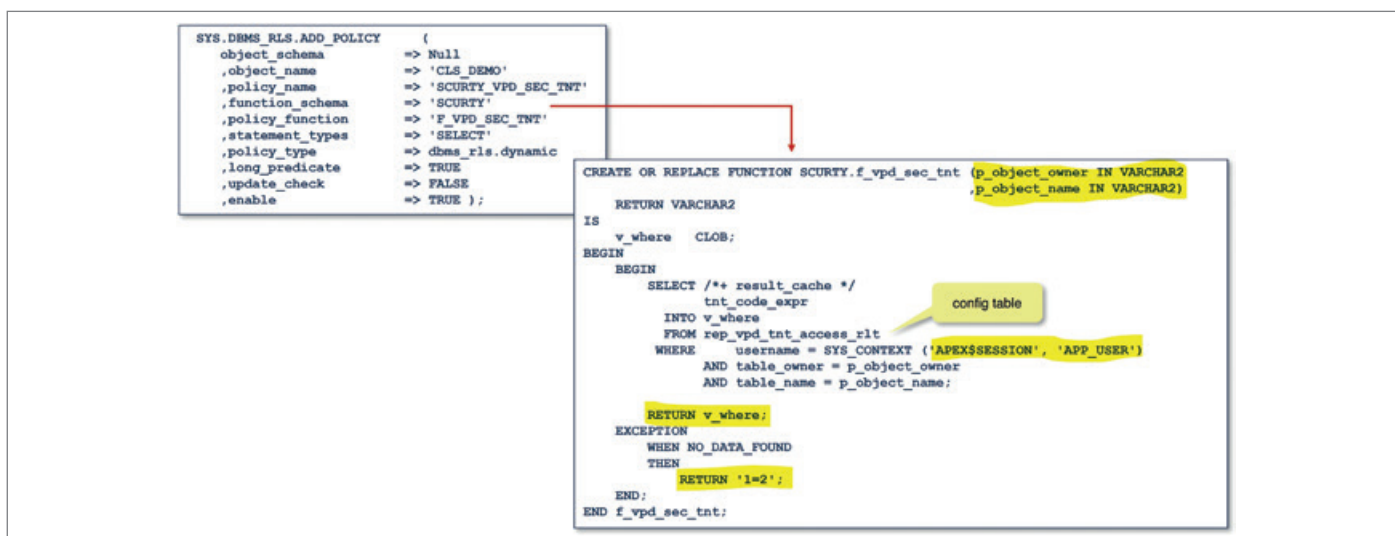 SYS.DBMS_RLS.ADD_POLICY (
object_schema => Null
,object_name => 'CLS_DEMO'
,policy_name => 'SCURTY_VPD_SEC_TNT'
,function_schema => 'SCURTY'
,policy_function => 'F_VPD_SEC_TNT'
,statement_types => 'SELECT'
,policy_type => dbms_rls.dynamic
,long_predicate => TRUE
,update_check => FALSE
,enable => TRUE );
CREATE OR REPLACE FUNCTION SCURTY.f_vpd_sec_tnt (p_object_owner IN VARCHAR2
,p_object_name IN VARCHAR2)
RETURN VARCHAR2
IS
v_where CLOB;
BEGIN
BEGIN
SELECT /*+ result_cache */
tnt_code_expr
INTO v_where
FROM rep_vpd_tnt_access_rlt
WHERE username = SYS_CONTEXT ('APEX$SESSION', 'APP_USER')
AND table_owner = p_object_owner
AND table_name = p_object_name;
config table
RETURN v_where;
EXCEPTION
WHEN NO_DATA_FOUND
THEN
RETURN '1=2';
END;
END f_vpd_sec_tnt;